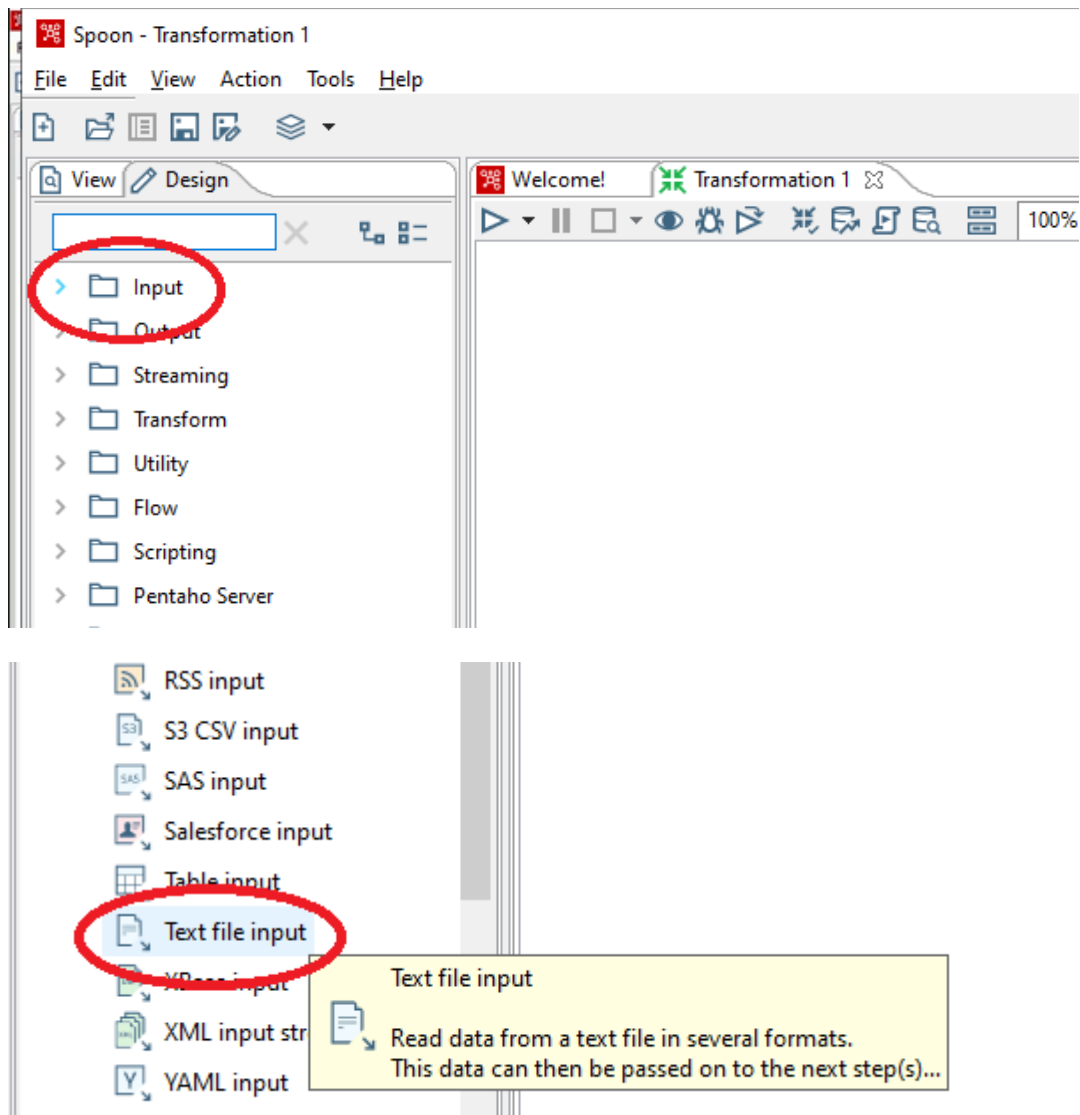 Spoon - Transformation 1
File Edit View Action Tools Help
View Design
Welcome! Transformation 1
100%
Input
Output
Streaming
Transform
Utility
Flow
Scripting
Pentaho Server
RSS input
S3 CSV input
SAS input
Salesforce input
Table input
Text file input
XBase input
Text file input
XML input str
Read data from a text file in several formats.
This data can then be passed on to the next step(s)...
YAML input